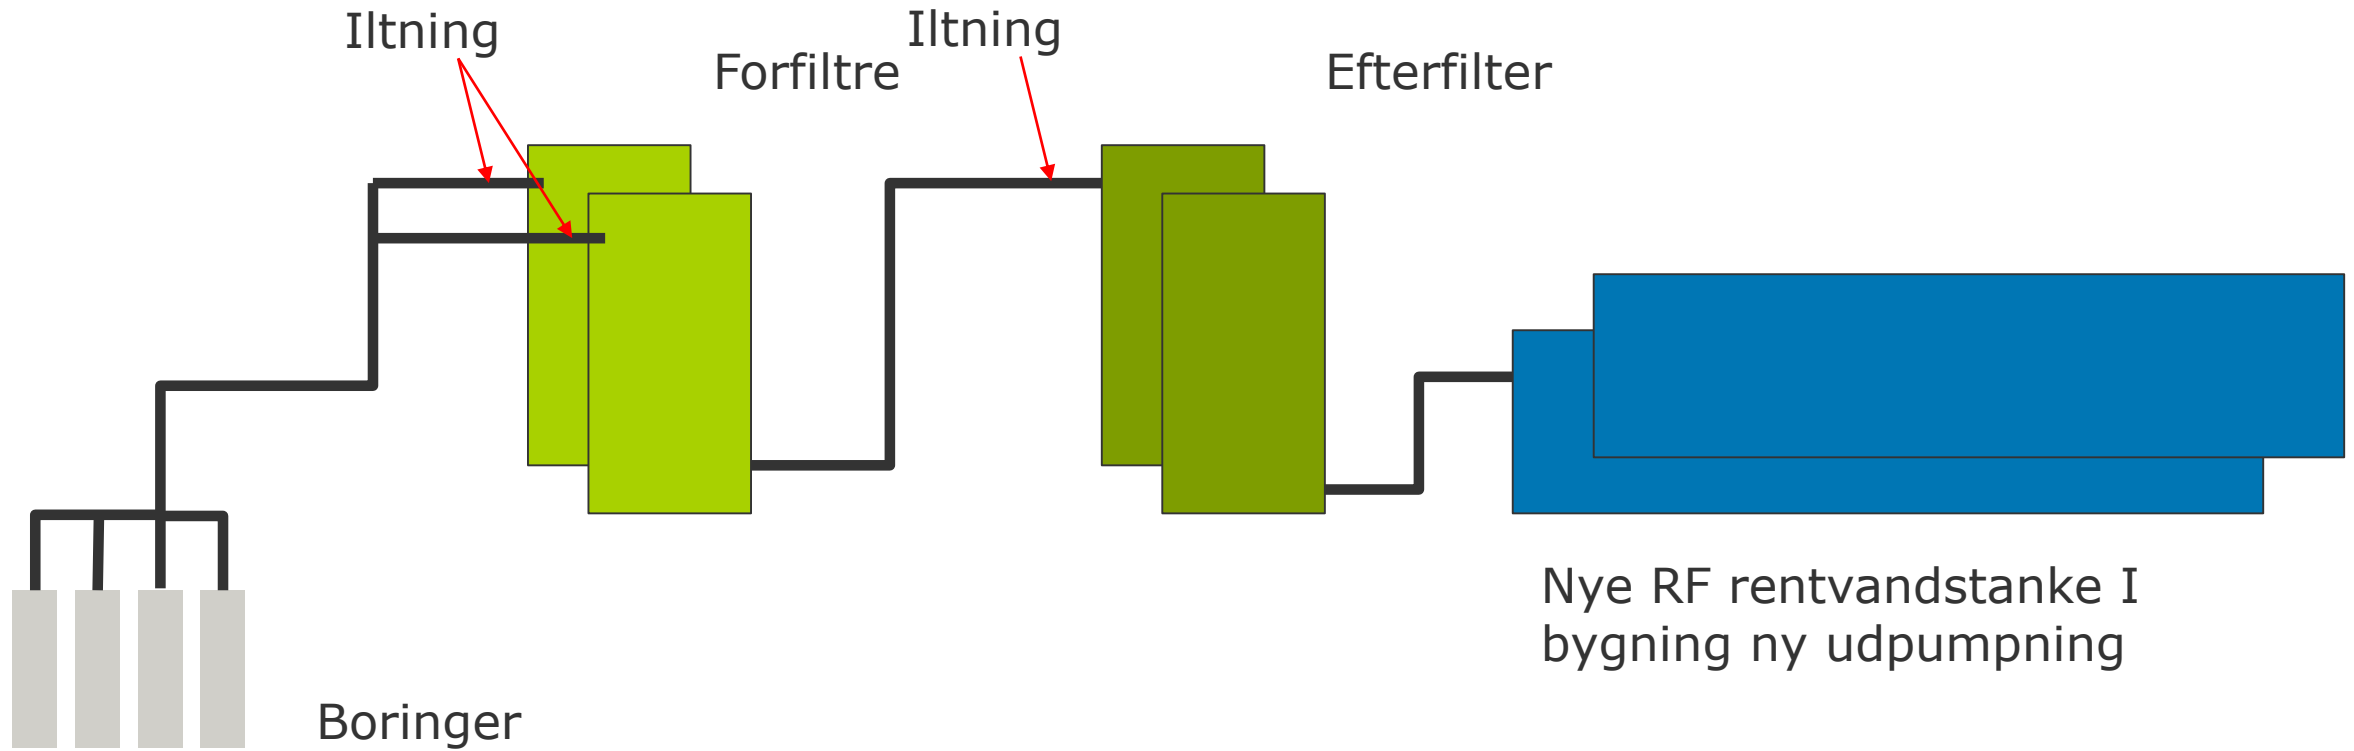 Iltning
Iltning
Forfiltre
Efterfilter
Nye RF rentvandstanke I
bygning ny udpumpning
Boringer